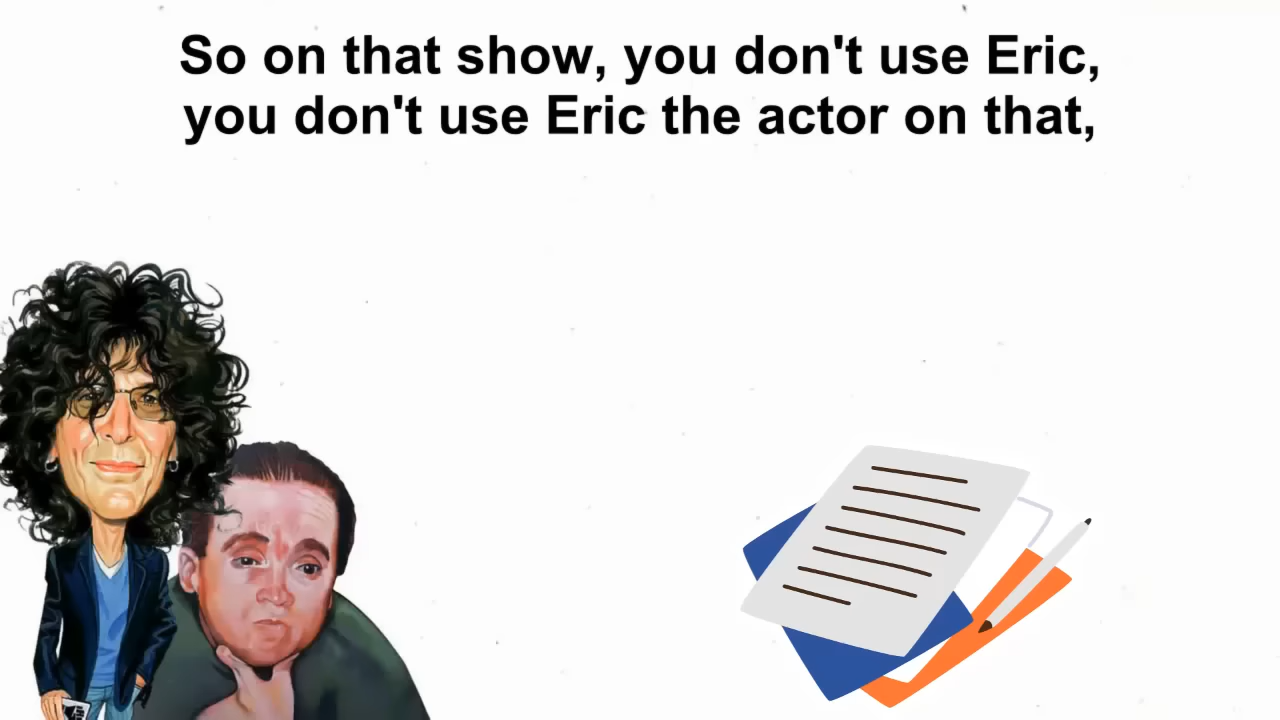 So on that show, you don't use Eric,
you don't use Eric the actor on that,